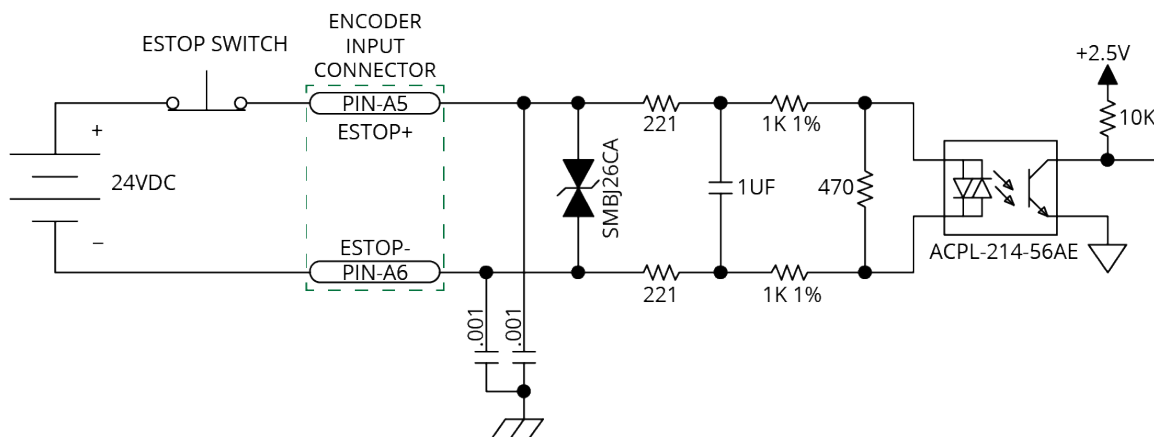 ENCODER
INPUT
CONNECTOR
ESTOP SWITCH
+2.5V
PIN-A5
ESTOP+
221
1K 1%
10K
+
24VDC
SMBJ26CA
1UF
470
–
ESTOP-
PIN-A6
221
1K 1%
ACPL-214-56AE
.001
.001